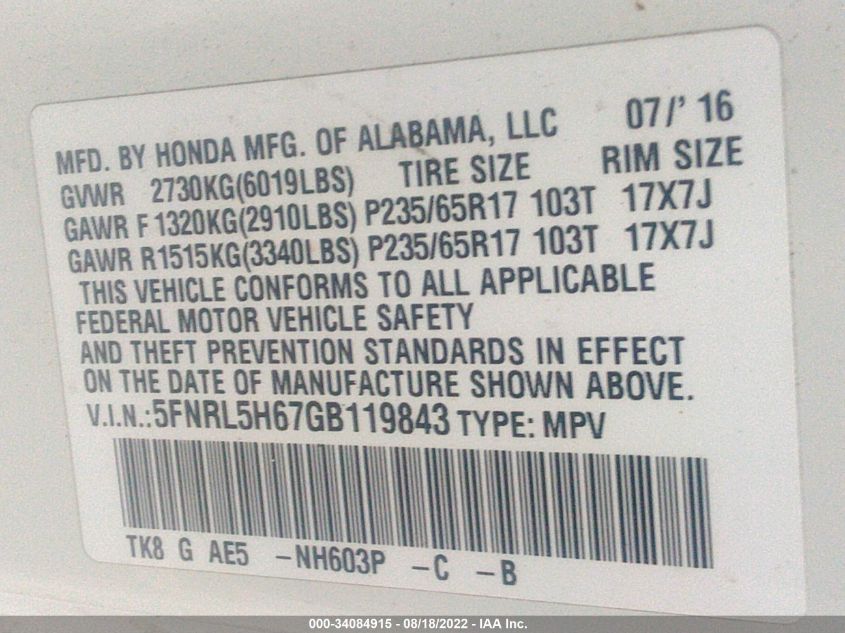 MFD. BY HONDA MFG. OF ALABAMA, LLC 07/' 16
GVWR 2730KG(6019LBS) TIRE SIZE RIM SIZE
GAWR F 1320KG(2910LBS) P235/65R17 103T 17X7J
GAWR R1515KG(3340LBS) P235/65R17 103T 17X7J
THIS VEHICLE CONFORMS TO ALL APPLICABLE
FEDERAL MOTOR VEHICLE SAFETY
AND THEFT PREVENTION STANDARDS IN EFFECT
ON THE DATE OF MANUFACTURE SHOWN ABOVE.
V.I.N.:5FNRL5H67GB119843 TYPE: MPV
TK8 G AE5 -NH603P -C -B
000-34084915 - 08/18/2022 - IAA Inc.